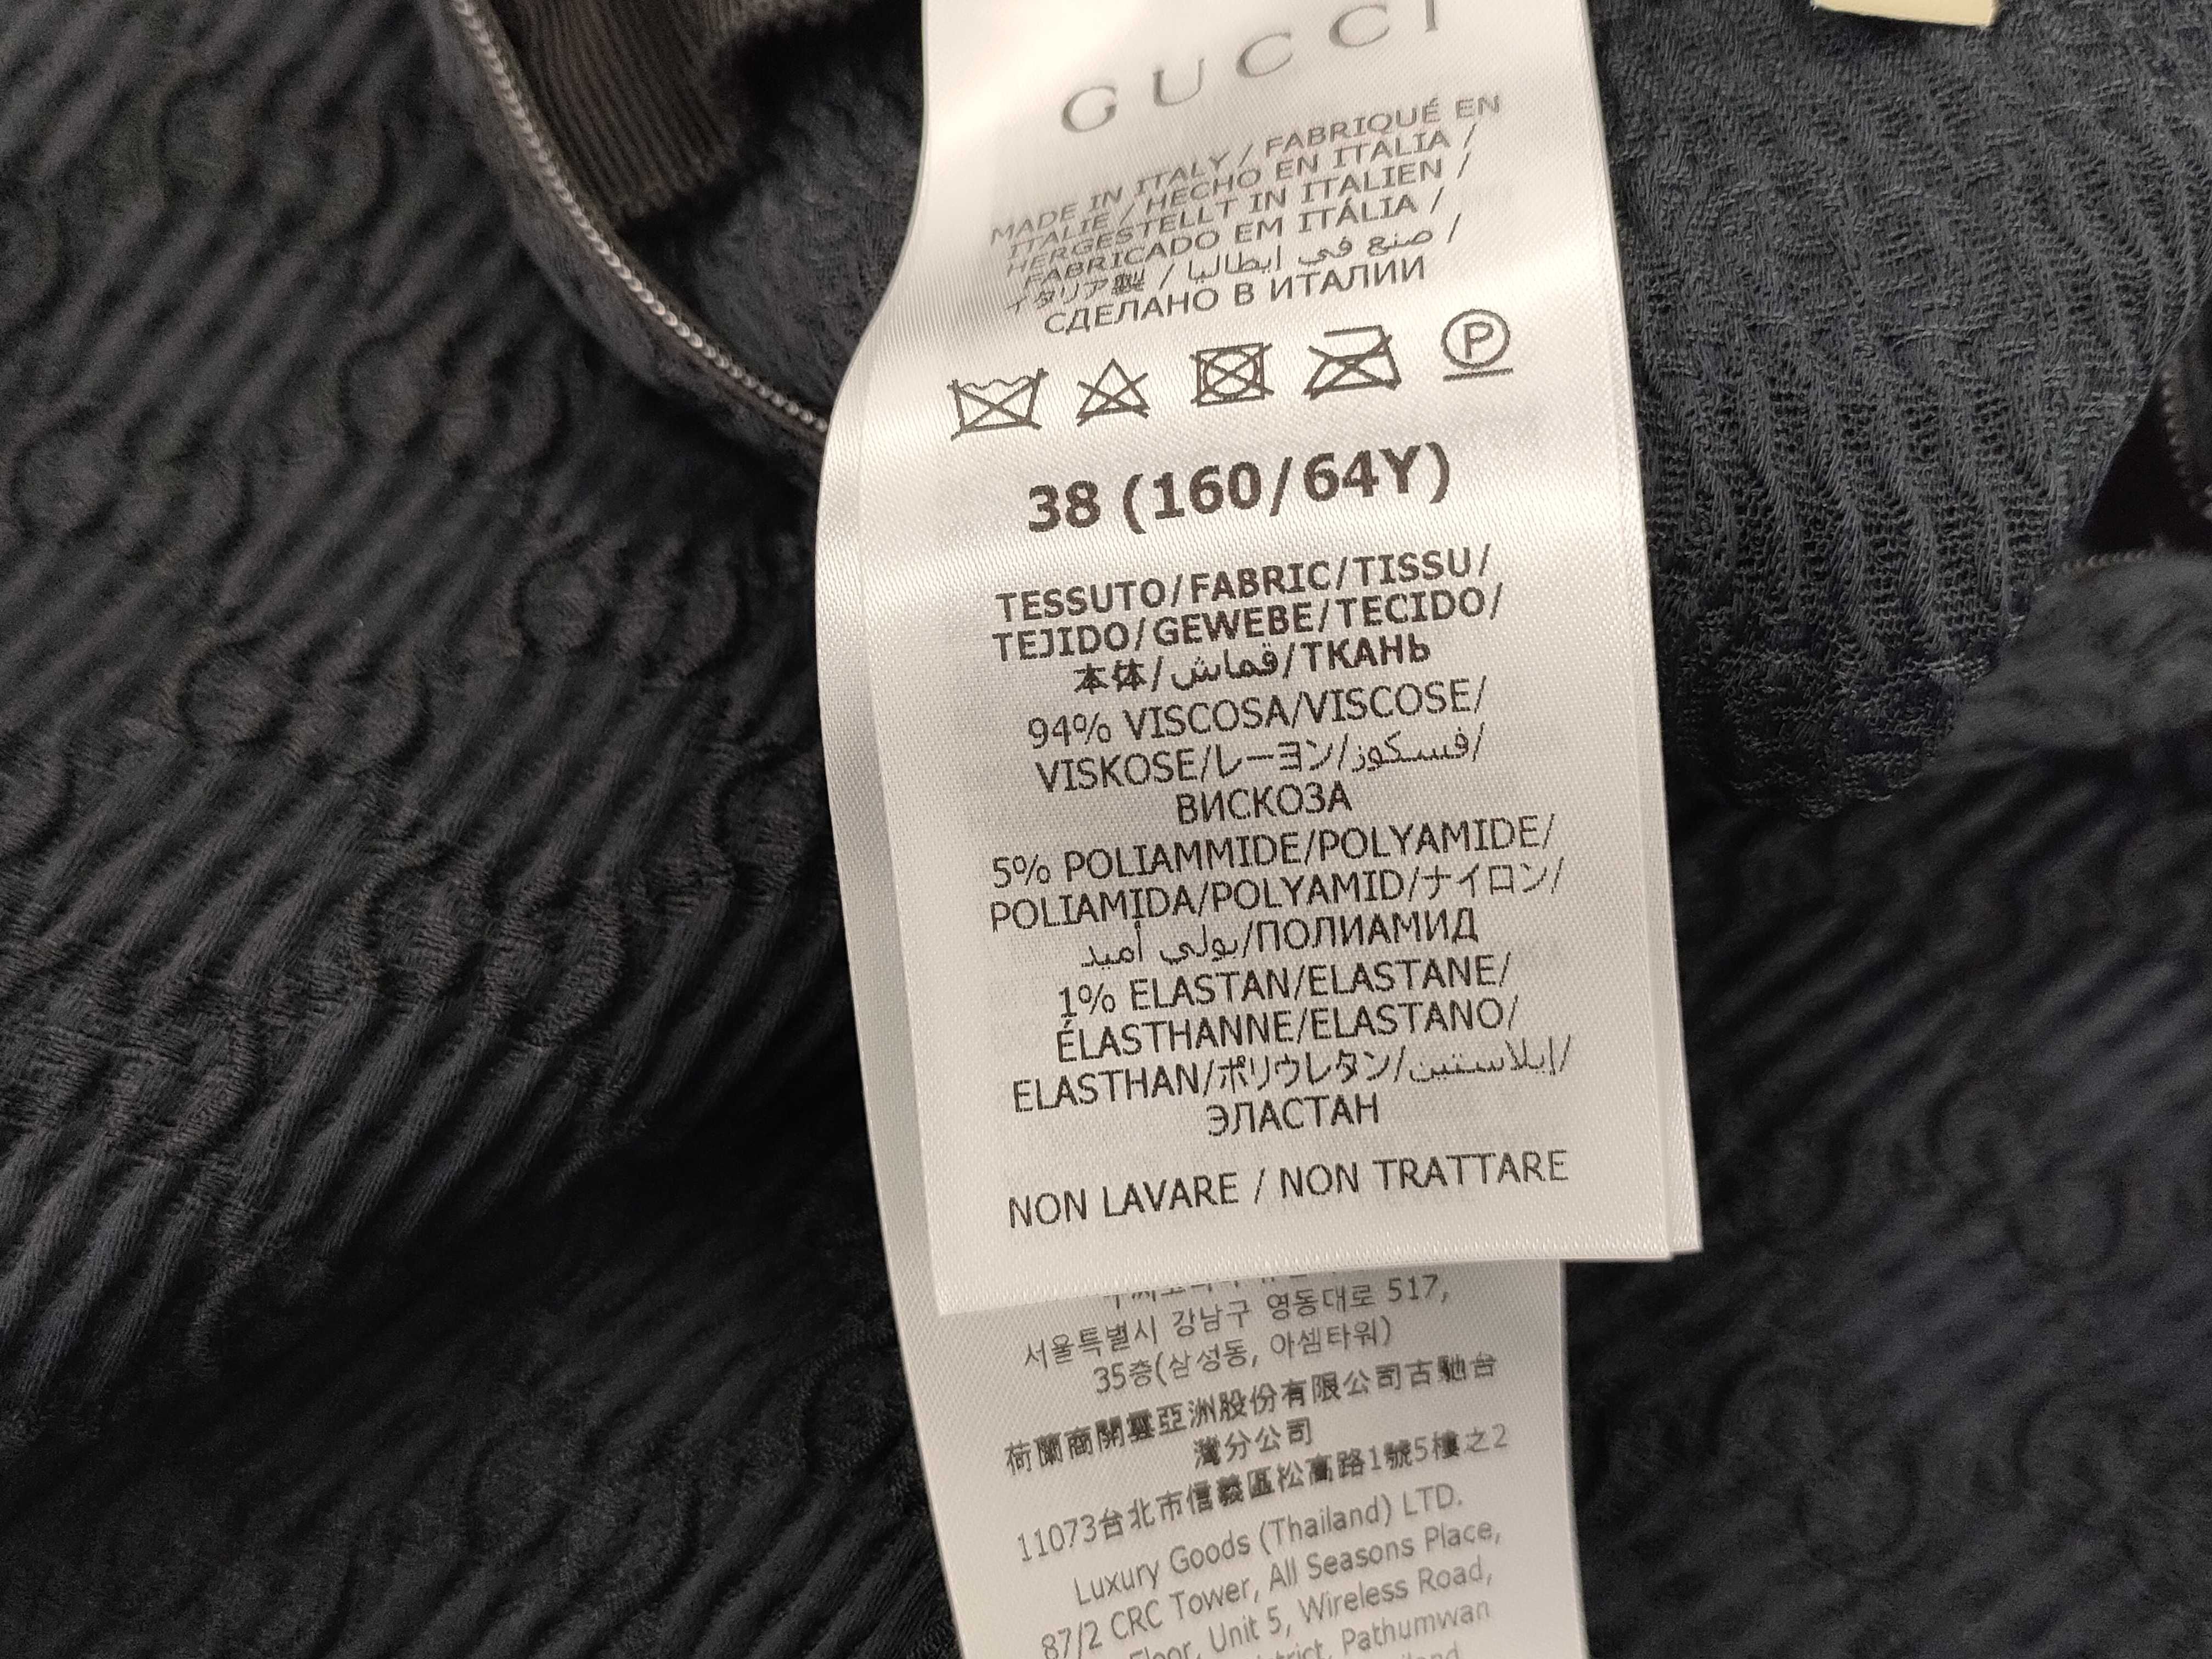 GUCCI
MADE IN ITALY / FABRIQUÉ EN
ITALIE / HECHO EN ITALIA /
HERGESTELLT IN ITALIEN /
FABRICADO EM ITÁLIA /
イタリア製 / صنع في ايطاليا /
СДЕЛАНО В ИТАЛИИ
P
38 (160/64Y)
TESSUTO/FABRIC/TISSU/
TEJIDO/GEWEBE/TECIDO/
本体/قماش/ТКАНЬ
94% VISCOSA/VISCOSE/
VISKOSE/レーヨン/فسكوز/
ВИСКОЗА
5% POLIAMMIDE/POLYAMIDE/
POLIAMIDA/POLYAMID/ナイロン/
بولي أميد/ПОЛИАМИД
1% ELASTAN/ELASTANE/
ÉLASTHANNE/ELASTANO/
ELASTHAN/ポリウレタン/إيلاستين/
ЭЛАСТАН
NON LAVARE / NON TRATTARE
서울특별시 강남구 영동대로 517,
35층(삼성동, 아셈타워)
荷蘭商開雲亞洲股份有限公司古馳台
灣分公司
11073台北市信義區松高路1號5樓之2
Luxury Goods (Thailand) LTD.
87/2 CRC Tower, All Seasons Place,
Floor, Unit 5, Wireless Road,
Pathumwan